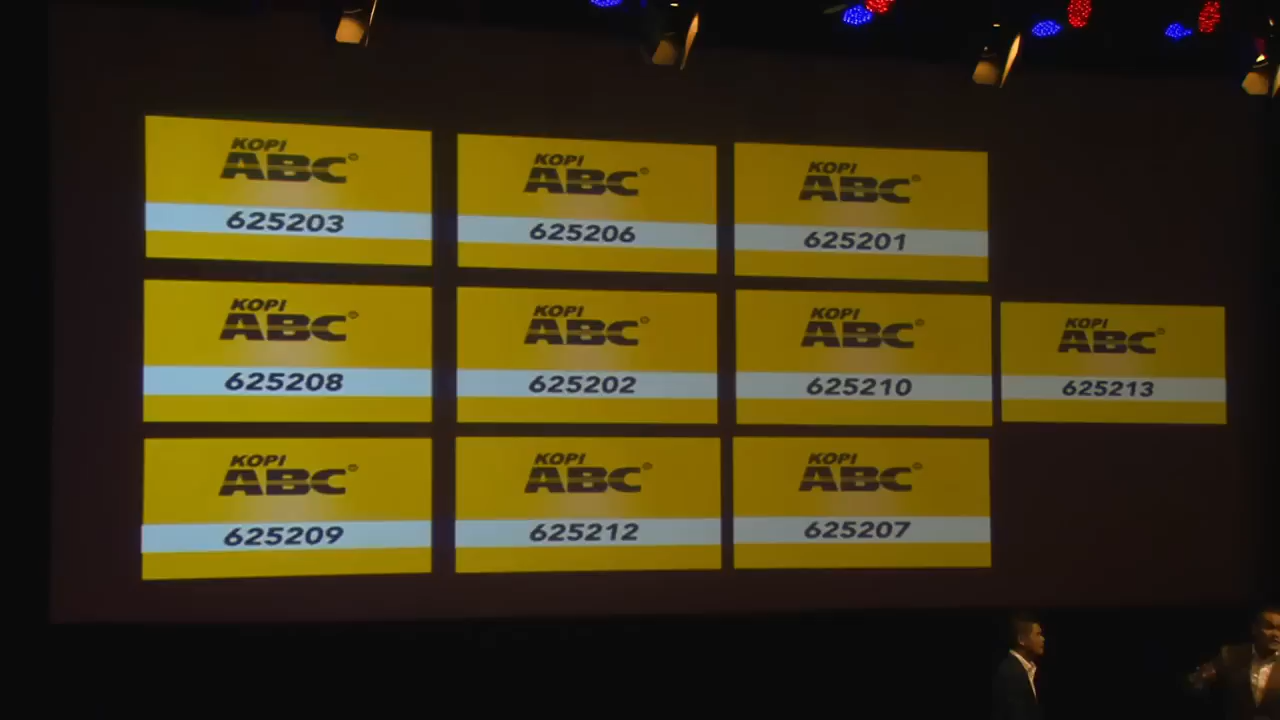 KOPI
ABC
625203
KOPI
ABC
625206
KOPI
ABC
625201
KOPI
ABC
625208
KOPI
ABC
625202
KOPI
ABC
625210
KOPI
ABC
625213
KOPI
ABC
625209
KOPI
ABC
625212
KOPI
ABC
625207